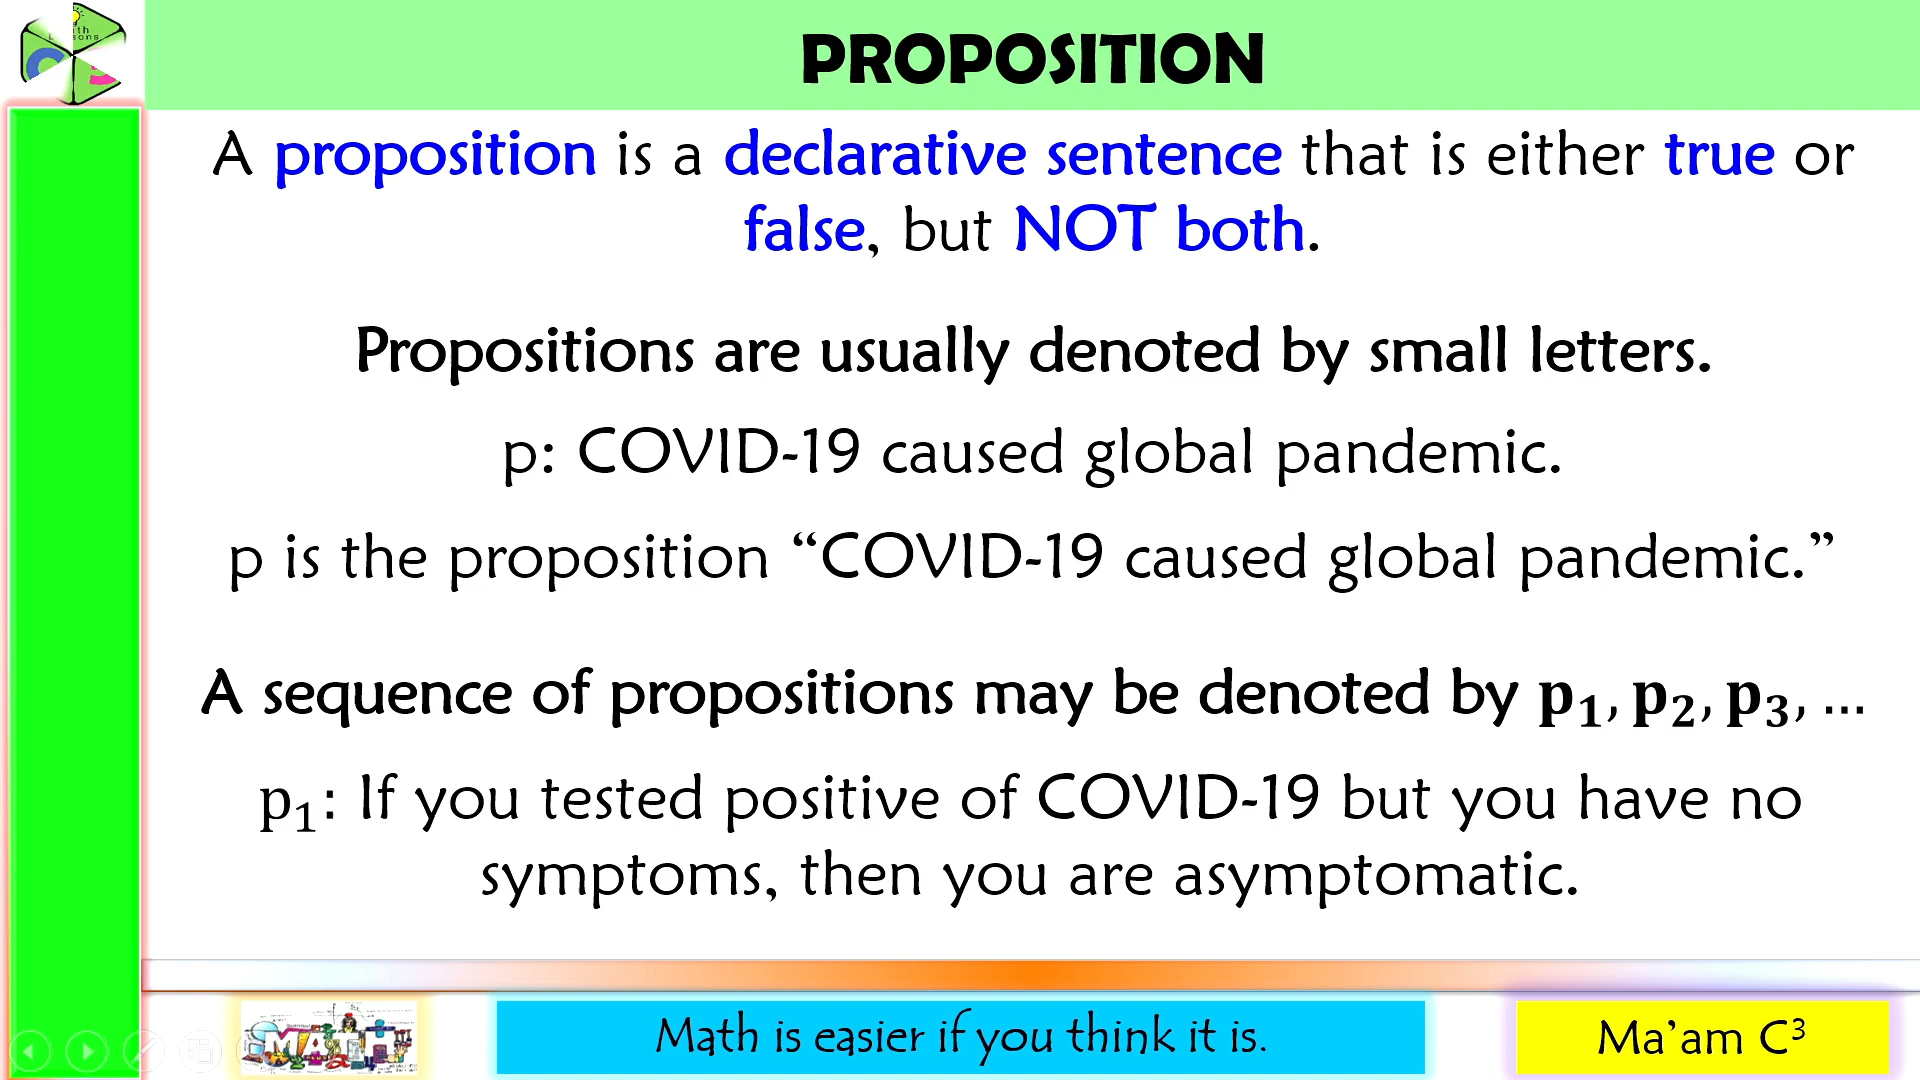 PROPOSITION
A proposition is a declarative sentence that is either true or
false, but NOT both.
Propositions are usually denoted by small letters.
p: COVID-19 caused global pandemic.
p is the proposition “COVID-19 caused global pandemic.”
A sequence of propositions may be denoted by p₁, p₂, p₃, …
p₁: If you tested positive of COVID-19 but you have no
symptoms, then you are asymptomatic.
MATH
Math is easier if you think it is.
Ma’am C³